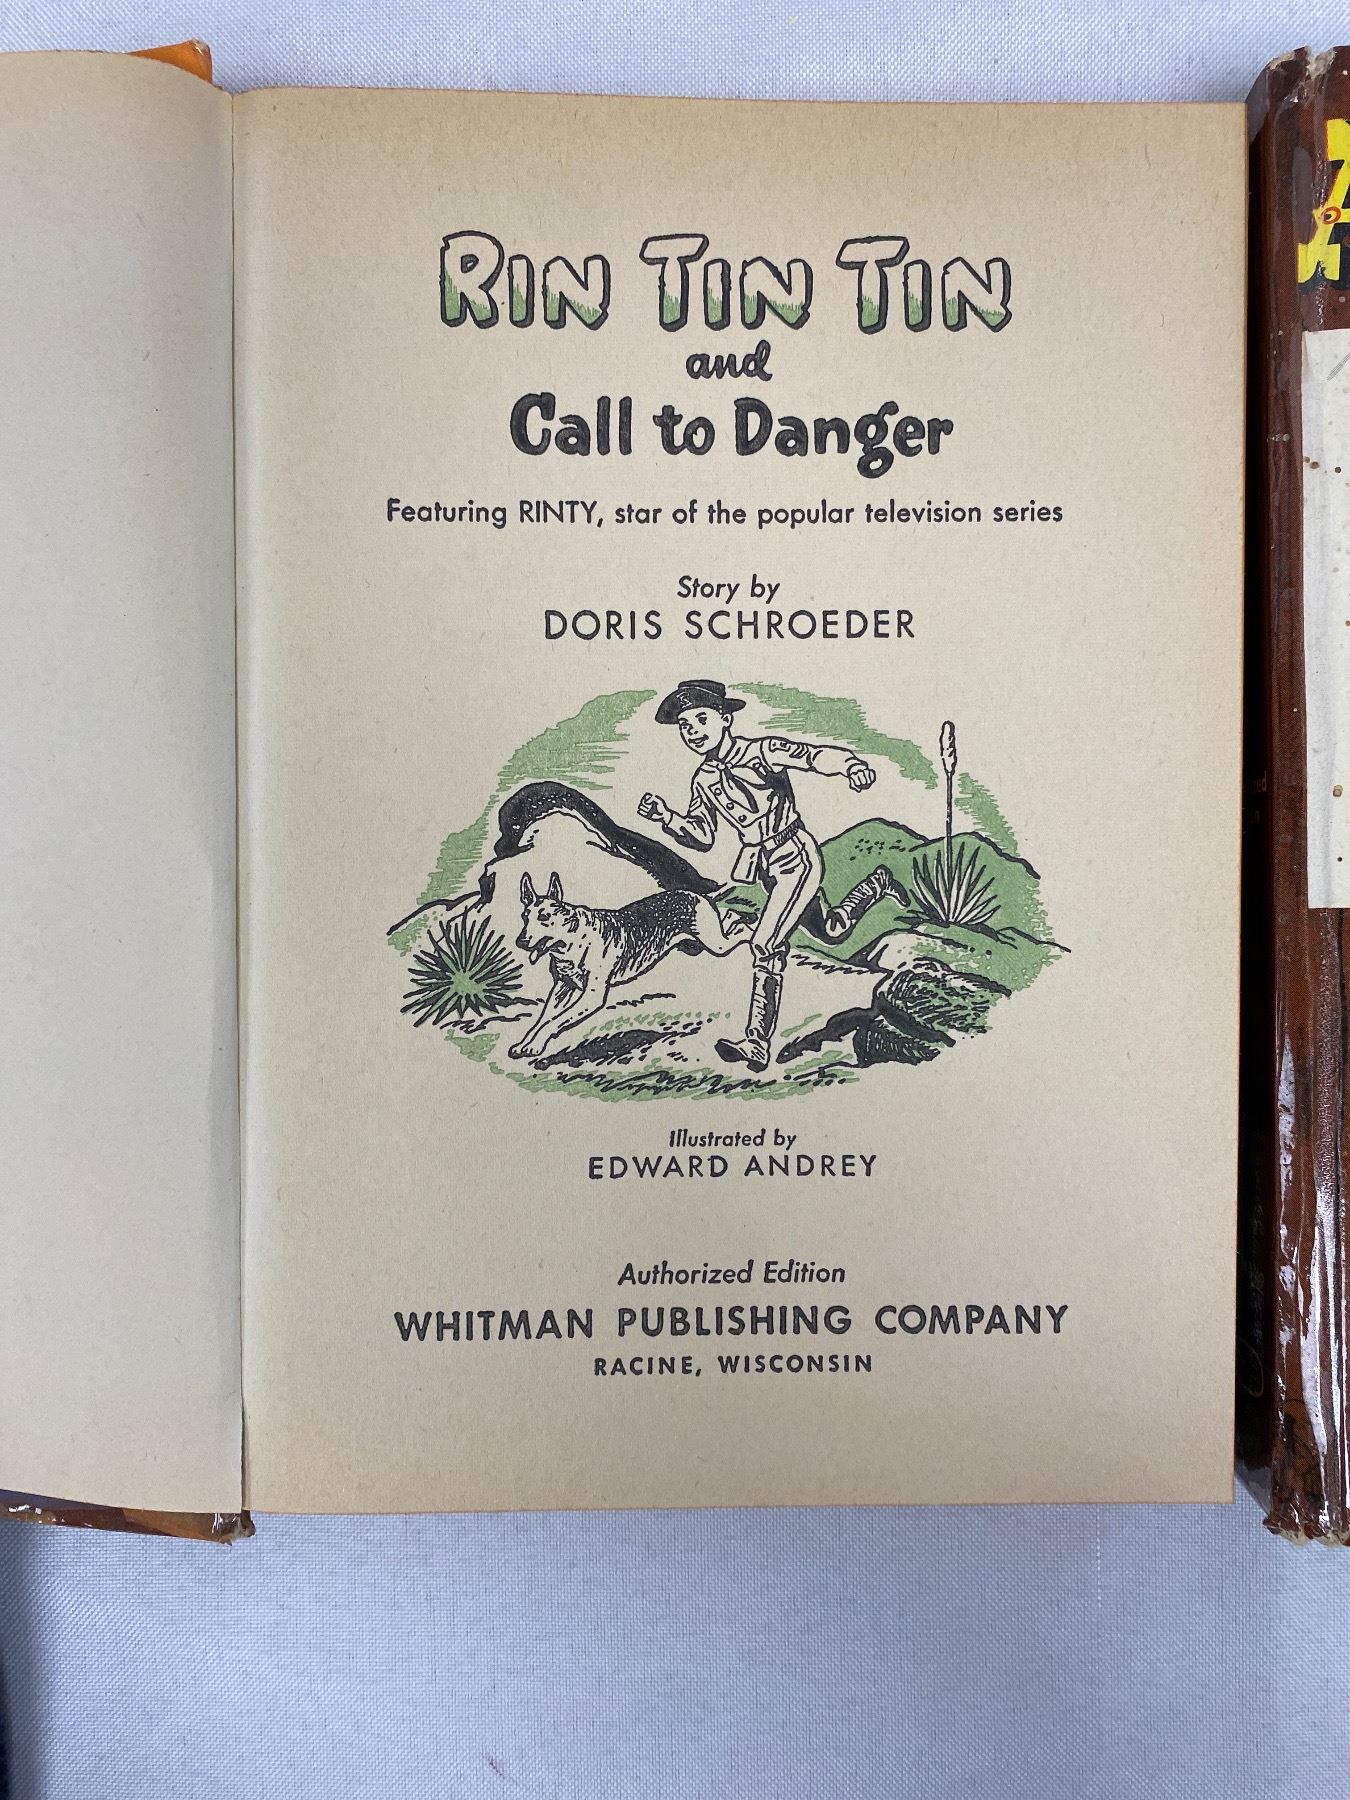 RIN TIN TIN
and
Call to Danger
Featuring RINTY, star of the popular television series
Story by
DORIS SCHROEDER
Illustrated by
EDWARD ANDREY
Authorized Edition
WHITMAN PUBLISHING COMPANY
RACINE, WISCONSIN